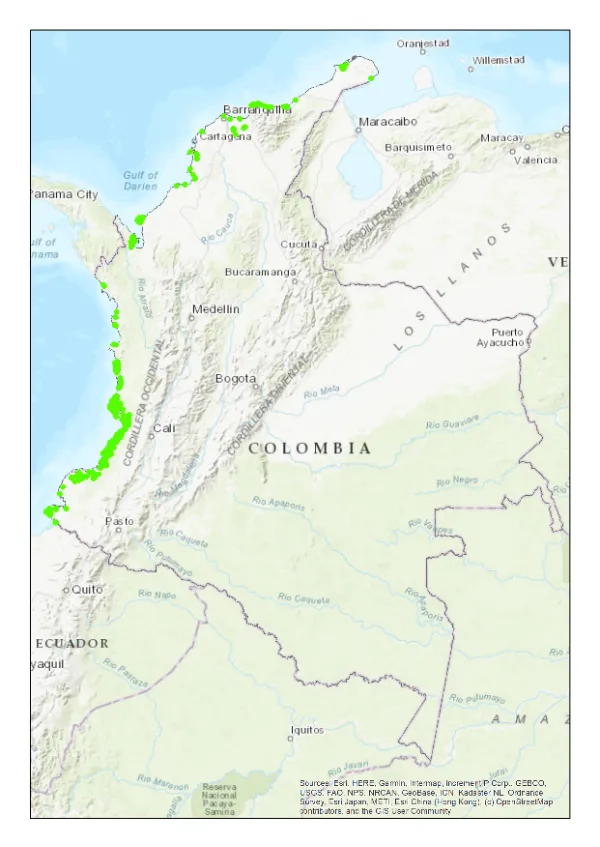 Oranjestad
Willemstad
Barranquilla
Maracaibo
Maracay
C
Cartagena
Barquisimeto
Valencia
Gulf of
Darien
Panama City
CORDILLERA DE MERIDA
Rio Cauca
ulf of
nama
Cucuta
LOS LLANOS
VE
Bucaramanga
Rio Atrato
Medellin
Puerto
Ayacucho
CORDILLERA OCCIDENTAL
Bogota
CORDILLERA ORIENTAL
Rio Meta
Cali
Rio Guaviare
COLOMBIA
Rio Magdalena
Rio Negro
Rio Apaporis
Pasto
Rio Vaupes
Rio Caqueta
Rio Putumayo
Quito
Rio Napo
Rio Caqueta
Rio Apaporis
ECUADOR
yaquil
Rio Pastaza
Rio Putumayo
AMAZ
Iquitos
Rio Javari
Jutai
Rio Maranon
Reserva
Nacional
Pacaya-
Samiria
Sources: Esri, HERE, Garmin, Intermap, increment P Corp., GEBCO,
USGS, FAO, NPS, NRCAN, GeoBase, IGN, Kadaster NL, Ordnance
Survey, Esri Japan, METI, Esri China (Hong Kong), (c) OpenStreetMap
contributors, and the GIS User Community